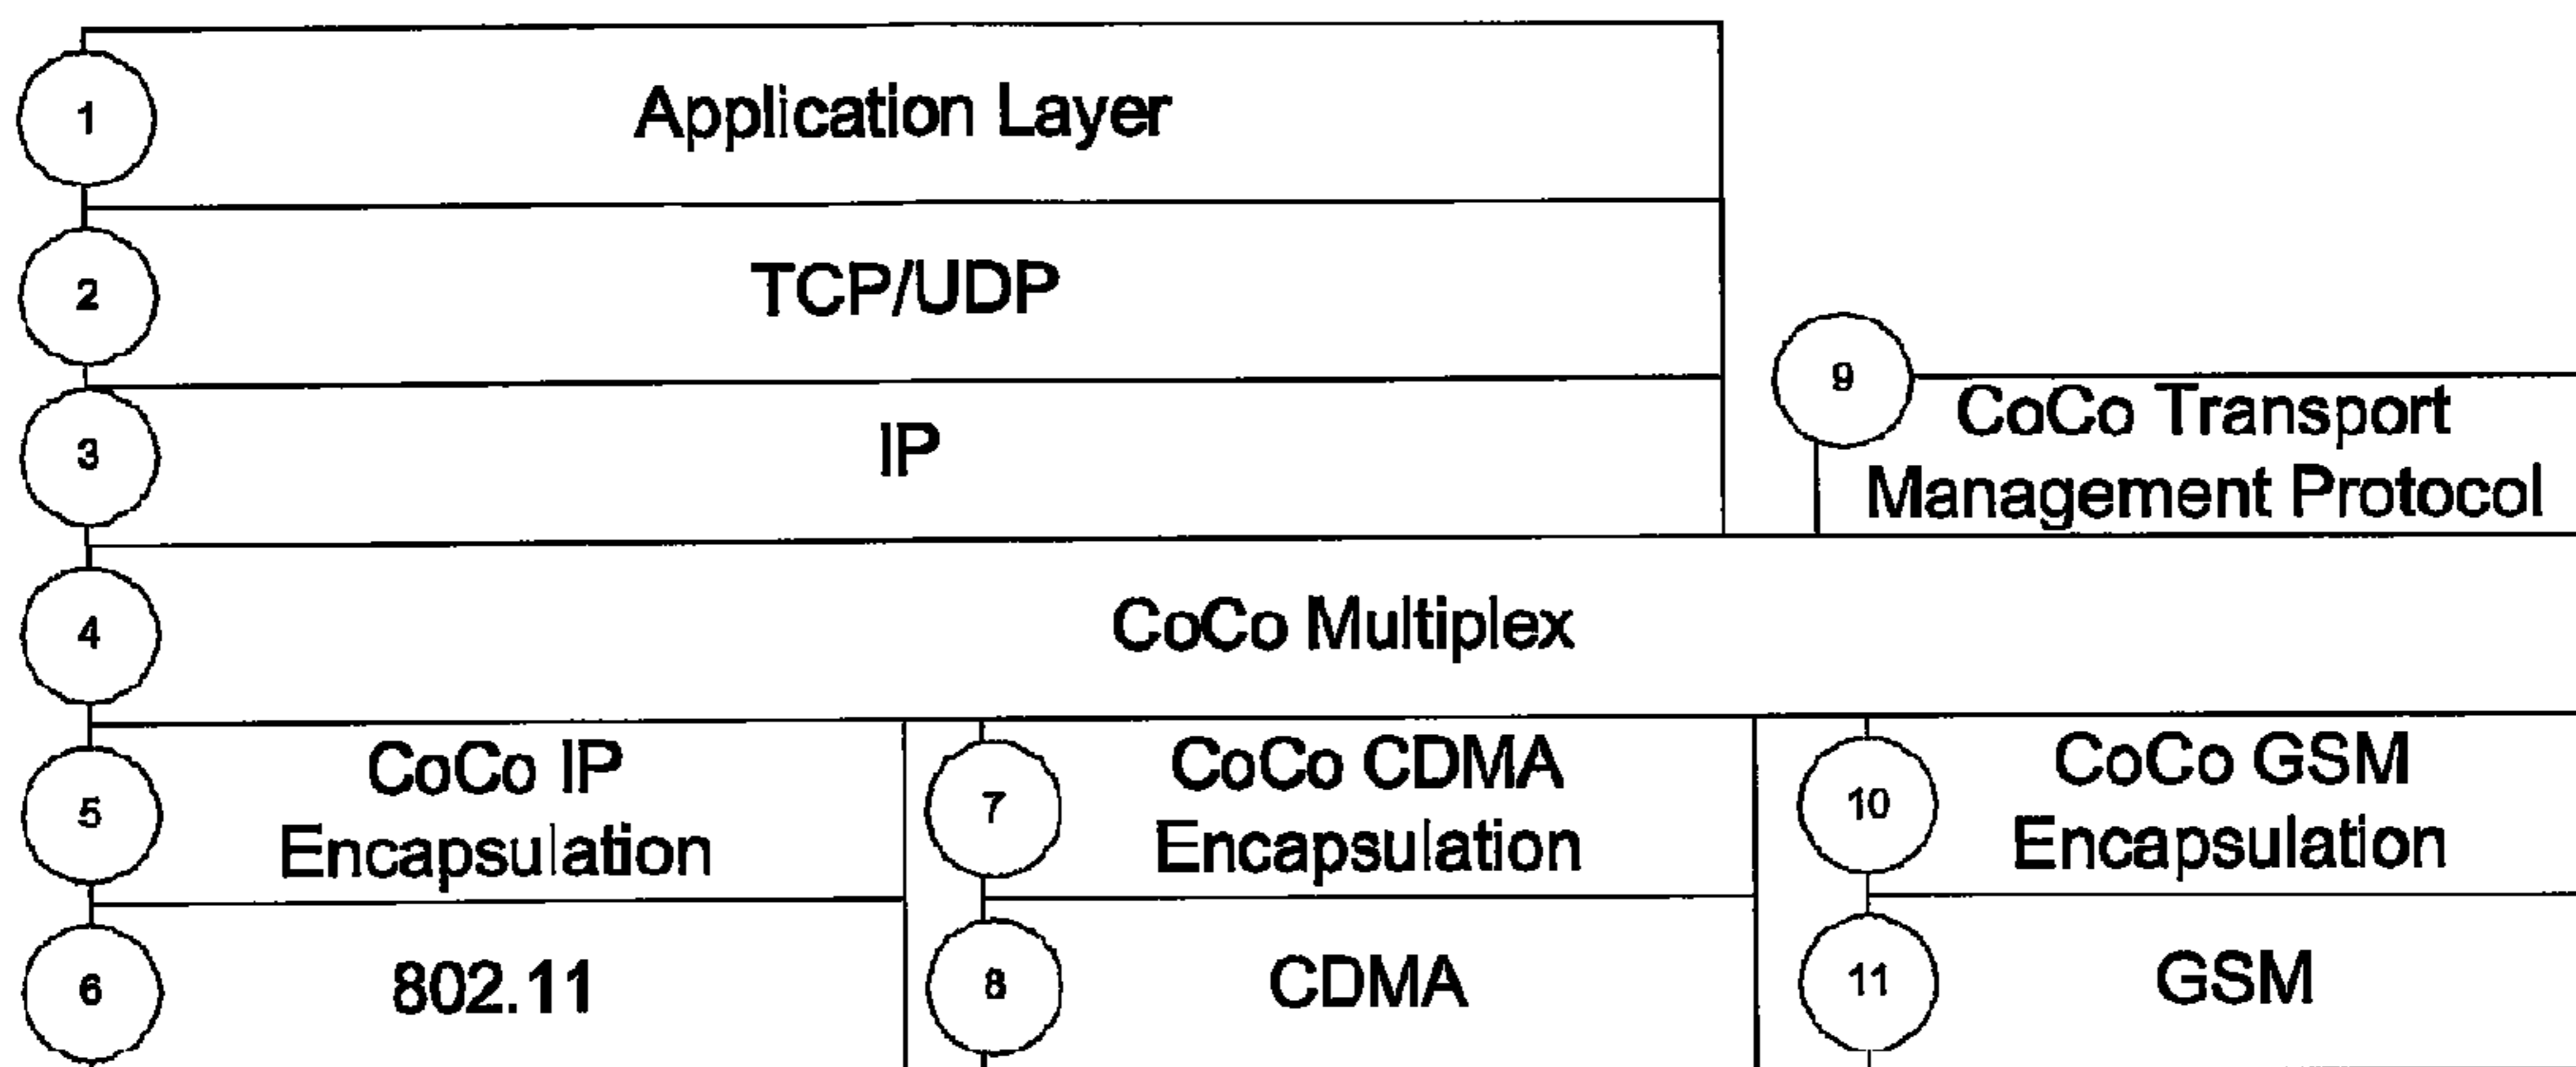 1
Application Layer
2
TCP/UDP
3
IP
9
CoCo Transport
Management Protocol
4
CoCo Multiplex
5
CoCo IP
Encapsulation
7
CoCo CDMA
Encapsulation
10
CoCo GSM
Encapsulation
6
802.11
8
CDMA
11
GSM